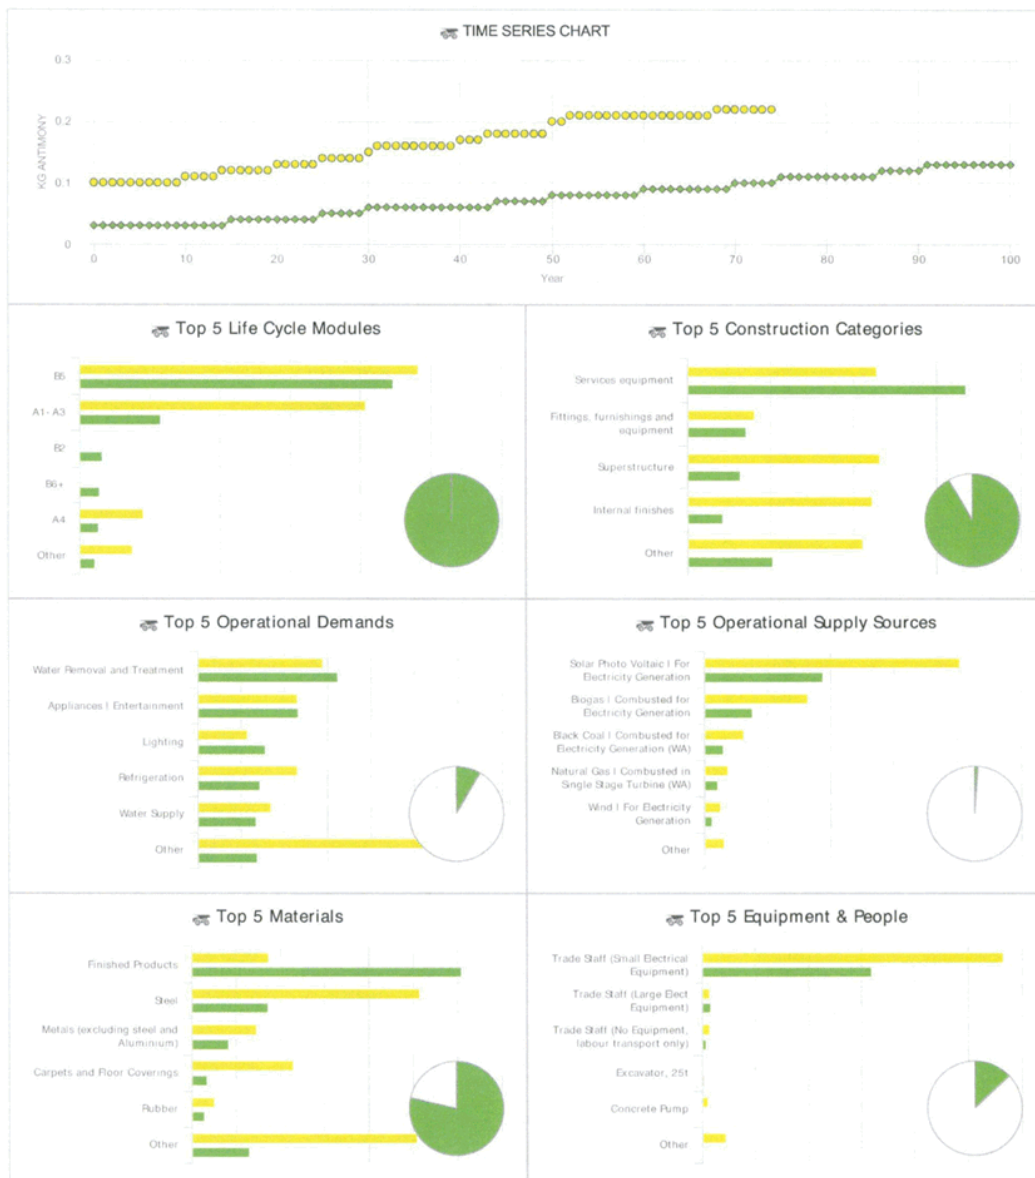 TIME SERIES CHART
0.3
0.2
0.1
0
KG ANTIMONY
0
10
20
30
40
50
60
70
80
90
100
Year
Top 5 Life Cycle Modules
B5
A1- A3
B2
B6+
A4
Other
Top 5 Construction Categories
Services equipment
Fittings, furnishings and
equipment
Superstructure
Internal finishes
Other
Top 5 Operational Demands
Water Removal and Treatment
Appliances | Entertainment
Lighting
Refrigeration
Water Supply
Other
Top 5 Operational Supply Sources
Solar Photo Voltaic | For
Electricity Generation
Biogas | Combusted for
Electricity Generation
Black Coal | Combusted for
Electricity Generation (WA)
Natural Gas | Combusted in
Single Stage Turbine (WA)
Wind | For Electricity
Generation
Other
Top 5 Materials
Finished Products
Steel
Metals (excluding steel and
Aluminium)
Carpets and Floor Coverings
Rubber
Other
Top 5 Equipment & People
Trade Staff (Small Electrical
Equipment)
Trade Staff (Large Elect
Equipment)
Trade Staff (No Equipment,
labour transport only)
Excavator, 25t
Concrete Pump
Other